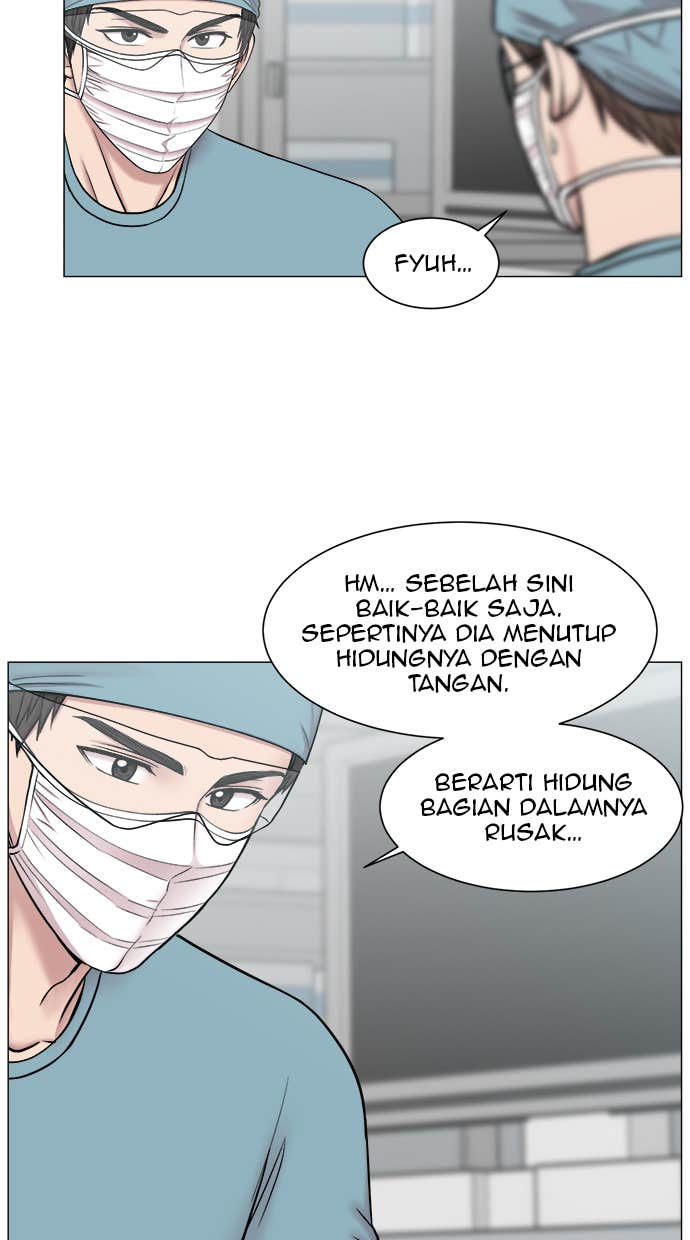 FYUH...
HM... SEBELAH SINI
BAIK-BAIK SAJA.
SEPERTINYA DIA MENUTUP
HIDUNGNYA DENGAN
TANGAN.
BERARTI HIDUNG
BAGIAN DALAMNYA
RUSAK...